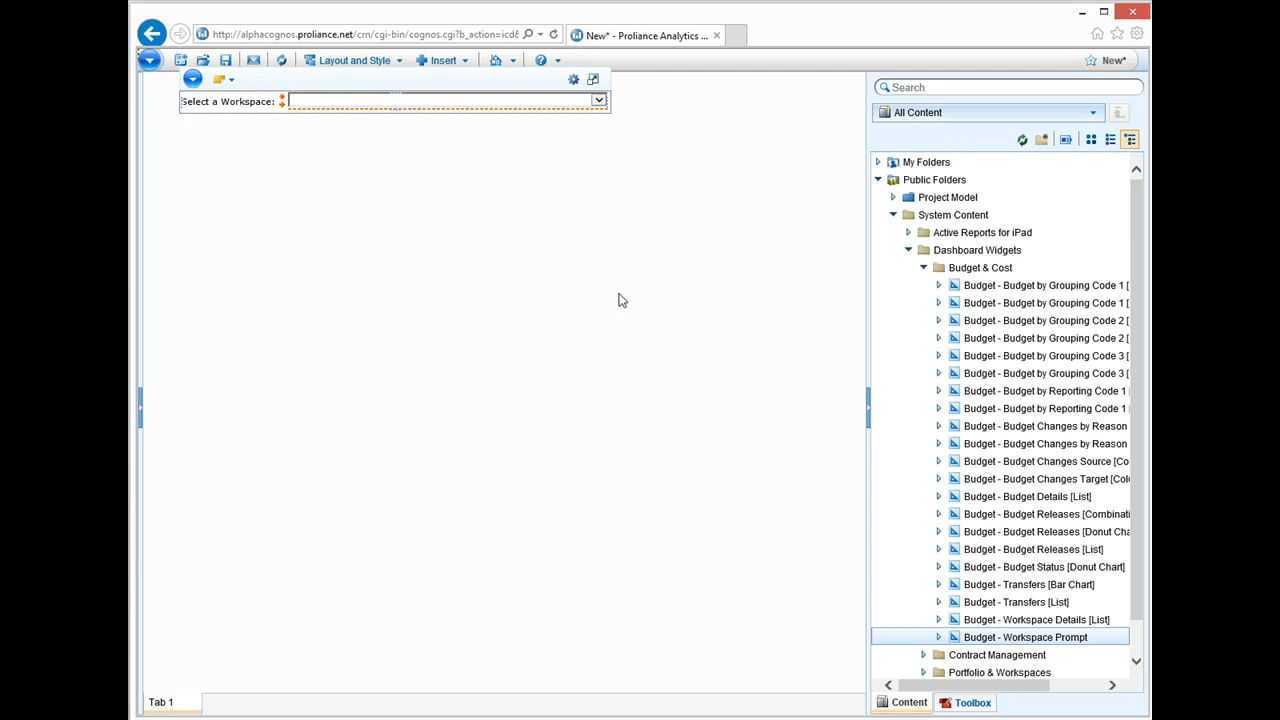 http://alphacognos.proliance.net/crn/cgi-bin/cognos.cgi?b_action=icd&
New* - Proliance Analytics ...
Layout and Style
Insert
New*
Select a Workspace:
Search
All Content
My Folders
Public Folders
Project Model
System Content
Active Reports for iPad
Dashboard Widgets
Budget & Cost
Budget - Budget by Grouping Code 1 [
Budget - Budget by Grouping Code 1 [
Budget - Budget by Grouping Code 2 [
Budget - Budget by Grouping Code 2 [
Budget - Budget by Grouping Code 3 [
Budget - Budget by Grouping Code 3 [
Budget - Budget by Reporting Code 1
Budget - Budget by Reporting Code 1
Budget - Budget Changes by Reason
Budget - Budget Changes by Reason
Budget - Budget Changes Source [Co
Budget - Budget Changes Target [Col
Budget - Budget Details [List]
Budget - Budget Releases [Combinati
Budget - Budget Releases [Donut Cha
Budget - Budget Releases [List]
Budget - Budget Status [Donut Chart]
Budget - Transfers [Bar Chart]
Budget - Transfers [List]
Budget - Workspace Details [List]
Budget - Workspace Prompt
Contract Management
Portfolio & Workspaces
Tab 1
Content
Toolbox